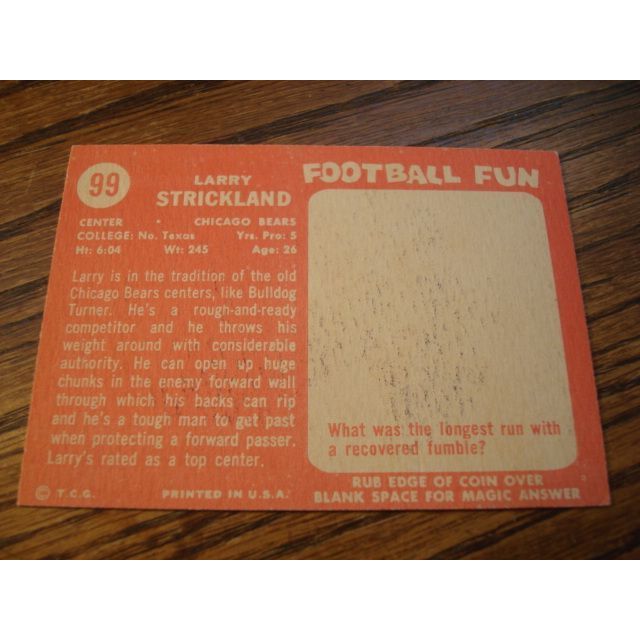 99
LARRY
STRICKLAND
CENTER • CHICAGO BEARS
COLLEGE: No. Texas Yrs. Pro: 5
Ht: 6:04 Wt: 245 Age: 26
Larry is in the tradition of the old
Chicago Bears centers, like Bulldog
Turner. He's a rough-and-ready
competitor and he throws his
weight around with considerable
authority. He can open up huge
chunks in the enemy forward wall
through which his backs can rip
and he's a tough man to get past
when protecting a forward passer.
Larry's rated as a top center.
© T.C.G. PRINTED IN U.S.A.
FOOTBALL FUN
What was the longest run with
a recovered fumble?
RUB EDGE OF COIN OVER
BLANK SPACE FOR MAGIC ANSWER